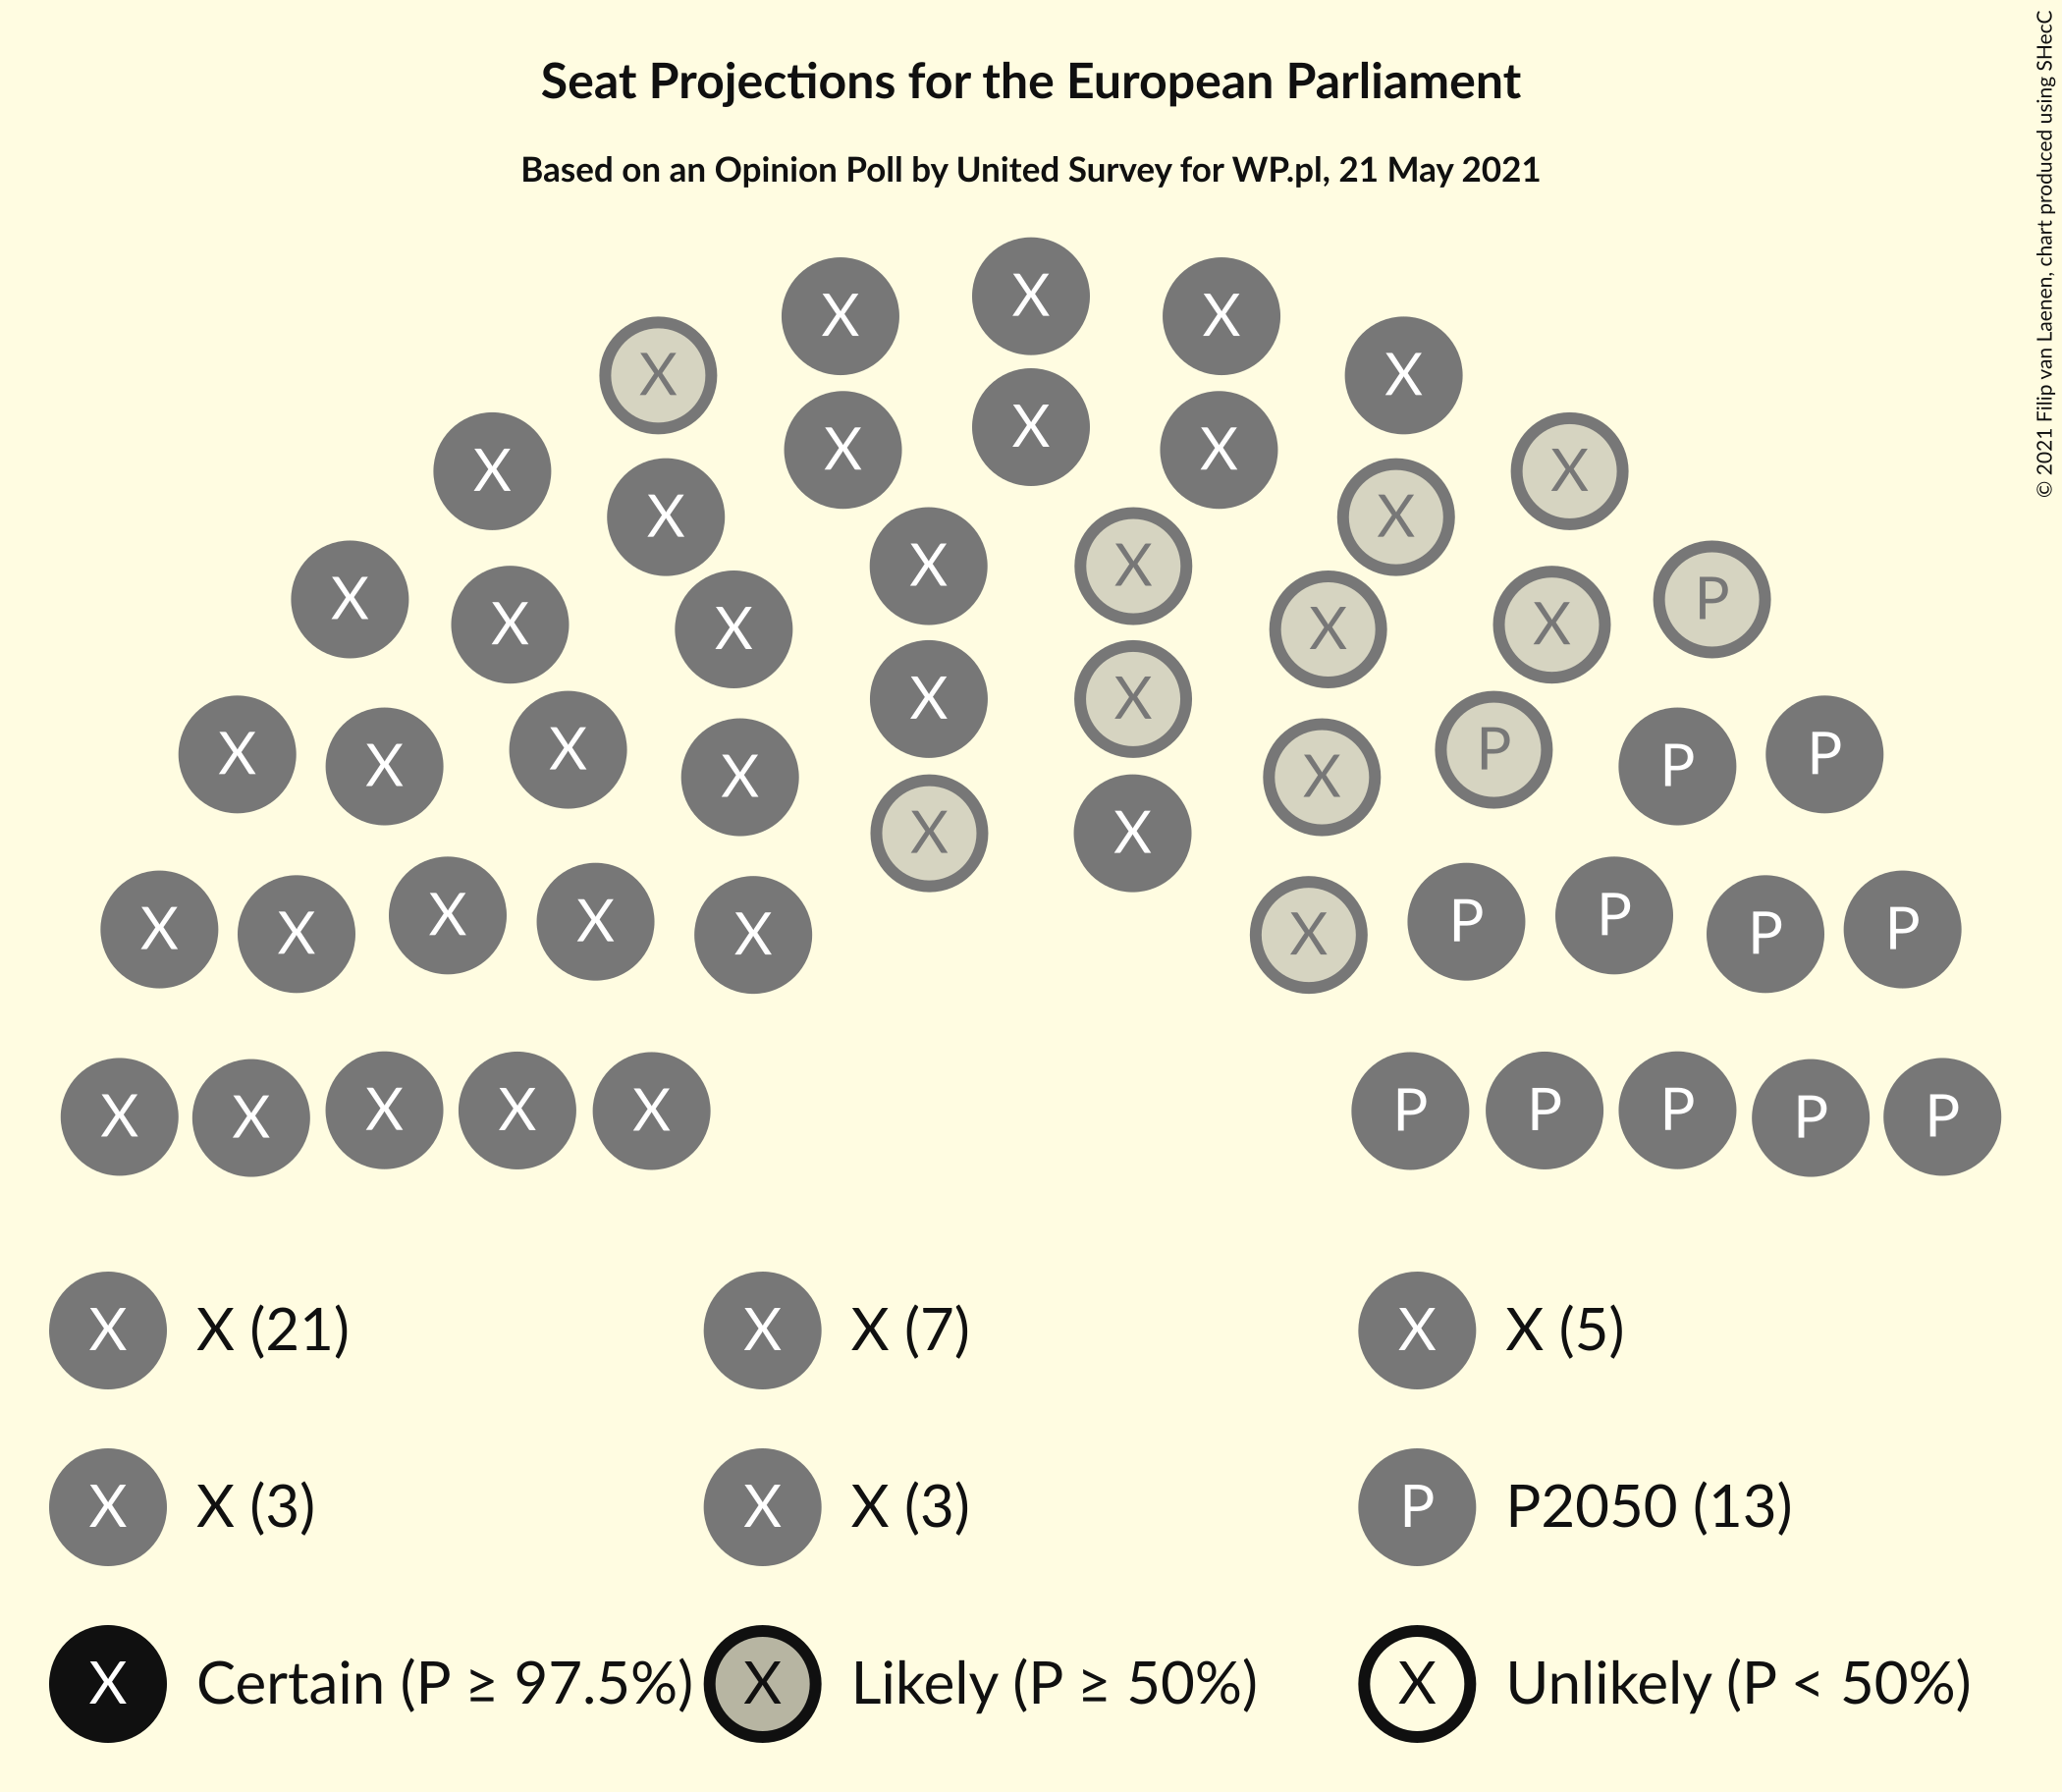 Seat Projections for the European Parliament
Based on an Opinion Poll by United Survey for WP.pl, 21 May 2021
© 2021 Filip van Laenen, chart produced using SHecC
X X X
X X
X X X
X X
X X
X X
X X X X
X X P
X X
X P
X X
X X P P
X X
X X X P P
X X X X P P
X X X X P P P P P
X X (21) X X (7) X X (5)
X X (3) X X (3) P P2050 (13)
X Certain (P ≥ 97.5%) X Likely (P ≥ 50%) X Unlikely (P < 50%)